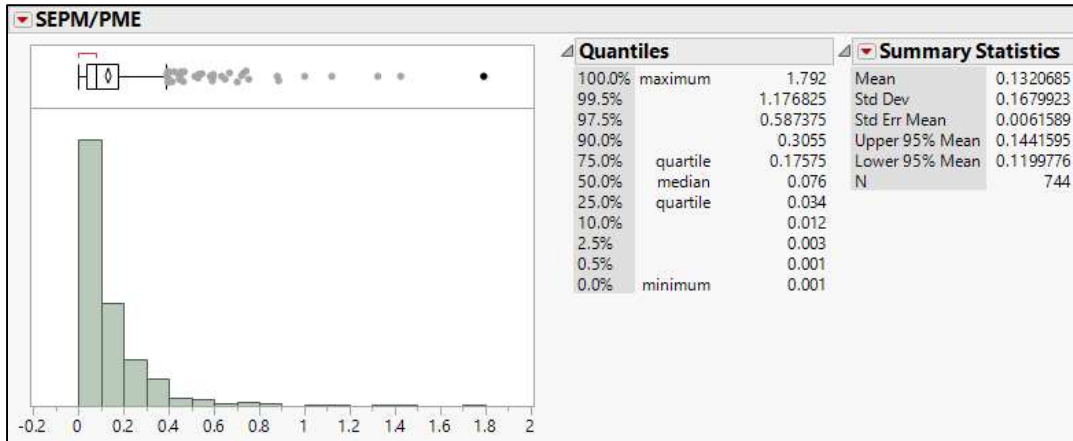 SEPM/PME
-0.2 0 0.2 0.4 0.6 0.8 1 1.2 1.4 1.6 1.8 2
Quantiles
100.0% maximum 1.792
99.5% 1.176825
97.5% 0.587375
90.0% 0.3055
75.0% quartile 0.17575
50.0% median 0.076
25.0% quartile 0.034
10.0% 0.012
2.5% 0.003
0.5% 0.001
0.0% minimum 0.001
Summary Statistics
Mean 0.1320685
Std Dev 0.1679923
Std Err Mean 0.0061589
Upper 95% Mean 0.1441595
Lower 95% Mean 0.1199776
N 744